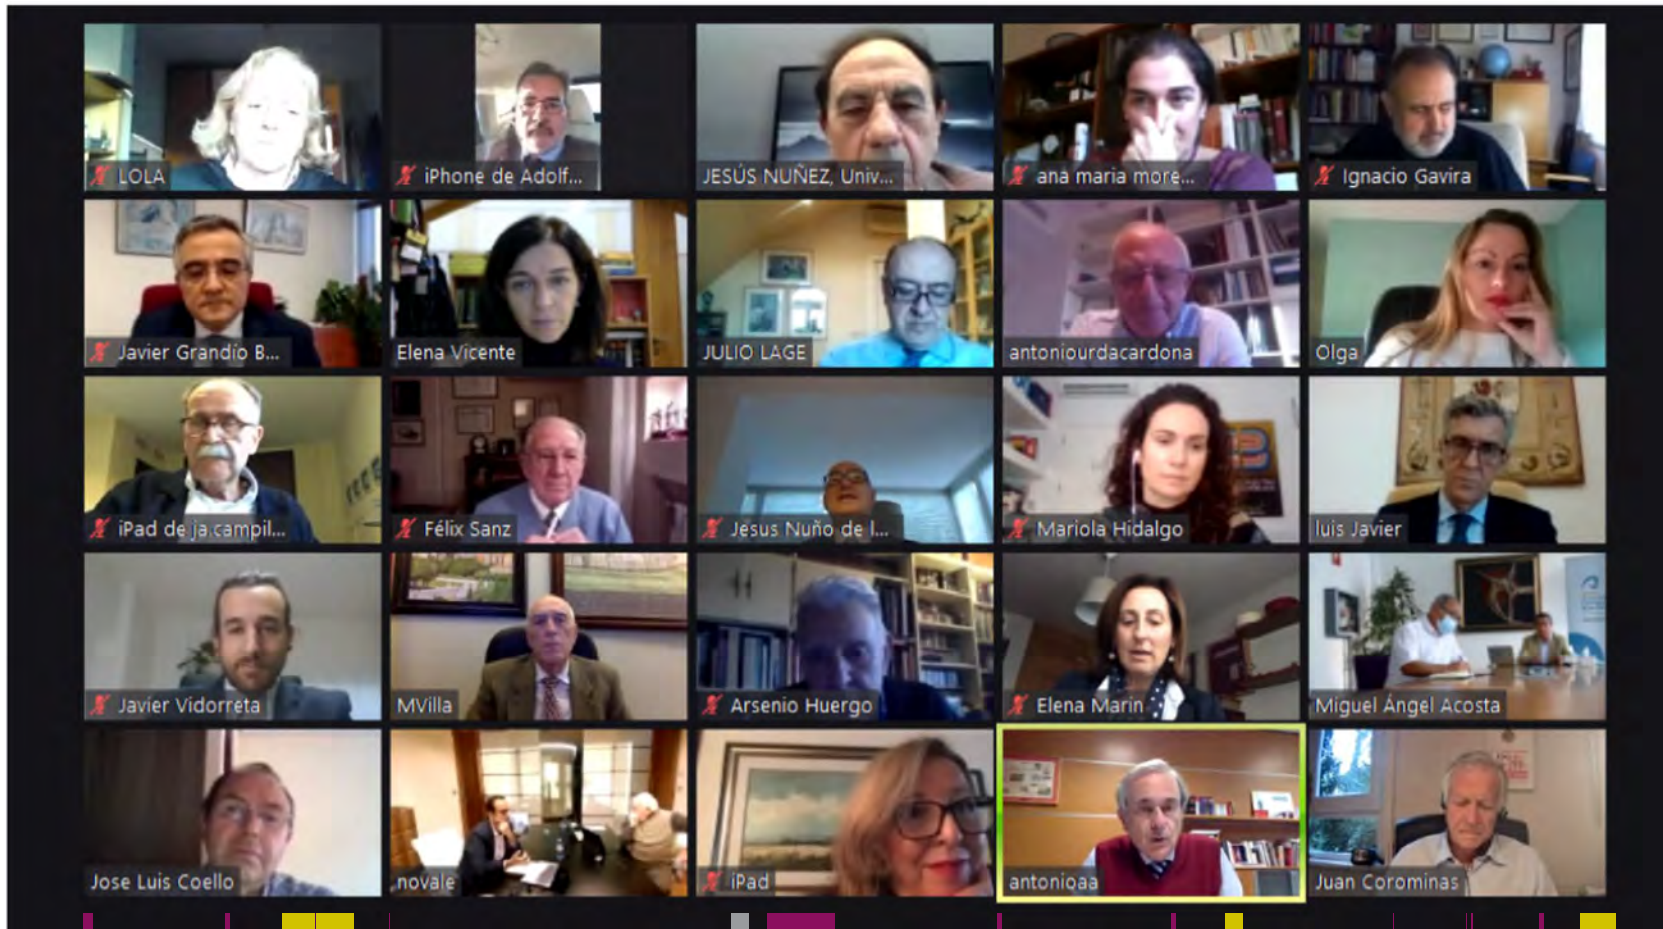 LOLA
iPhone de Adolf...
JESÚS NUÑEZ, Univ...
ana maria more...
Ignacio Gavira
Javier Grandío B...
Elena Vicente
JULIO LAGE
antoniourdacardona
Olga
iPad de ja.campil...
Félix Sanz
Jesus Nuño de l...
Mariola Hidalgo
luis Javier
Javier Vidorreta
MVilla
Arsenio Huergo
Elena Marin
Miguel Ángel Acosta
Jose Luis Coello
novale
iPad
antonioaa
Juan Corominas